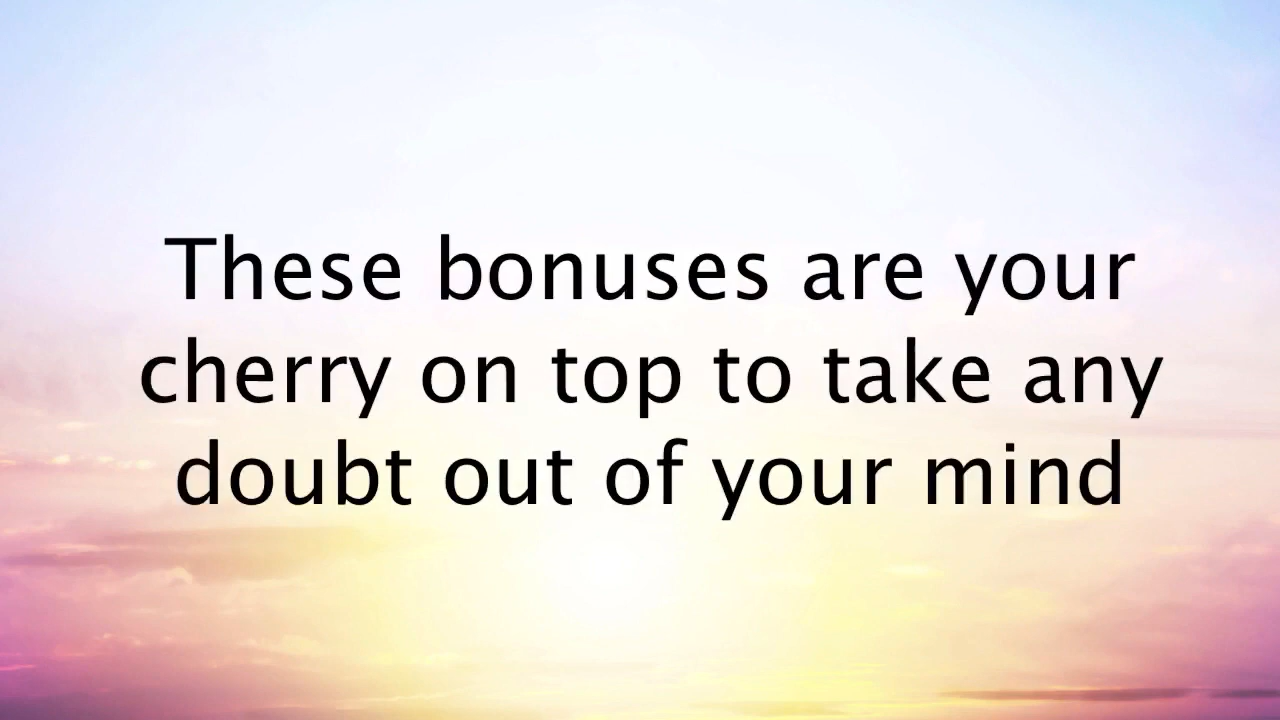 These bonuses are your
cherry on top to take any
doubt out of your mind